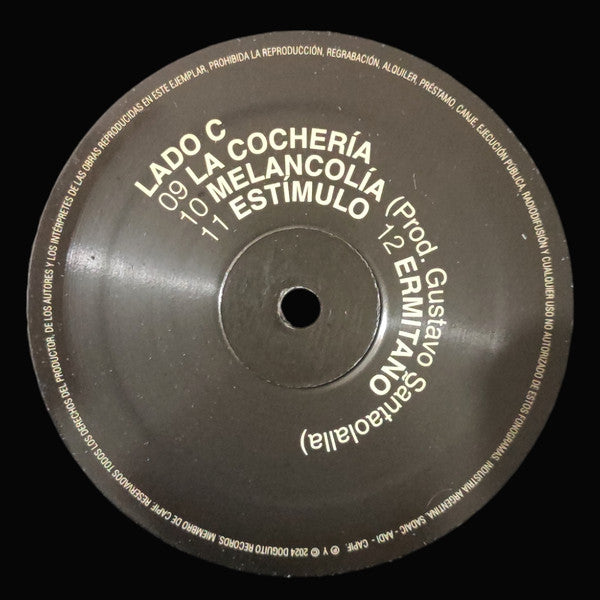 LADO C
09 LA COCHERÍA
10 MELANCOLÍA (Prod. Gustavo Santaolalla)
11 ESTÍMULO 12 ERMITAÑO
RESERVADOS TODOS LOS DERECHOS DEL PRODUCTOR, DE LOS AUTORES Y LOS INTÉRPRETES DE LAS OBRAS REPRODUCIDAS EN ESTE EJEMPLAR, PROHIBIDA LA REPRODUCCIÓN, REGRABACIÓN, ALQUILER, PRÉSTAMO, CANJE, EJECUCIÓN PÚBLICA, RADIODIFUSIÓN Y CUALQUIER USO NO AUTORIZADO DE ESTOS FONOGRAMAS. INDUSTRIA ARGENTINA. SADAIC - AADI - CAPIF. ℗ Y © 2024 DOGUITO RECORDS, MIEMBRO DE CAPIF